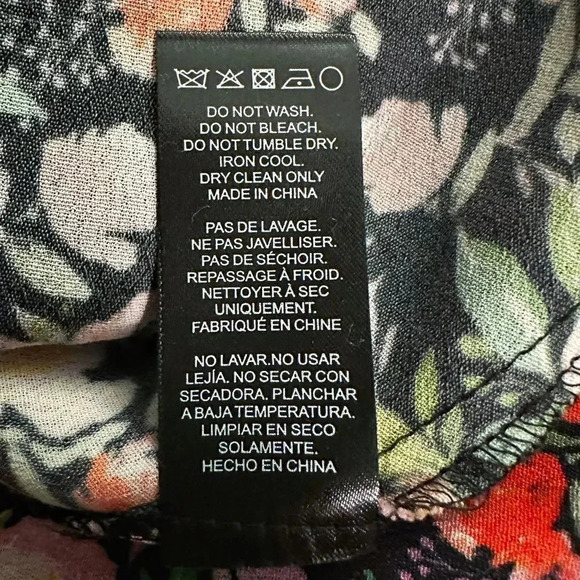 DO NOT WASH.
DO NOT BLEACH.
DO NOT TUMBLE DRY.
IRON COOL.
DRY CLEAN ONLY
MADE IN CHINA
PAS DE LAVAGE.
NE PAS JAVELLISER.
PAS DE SÉCHOIR.
REPASSAGE À FROID.
NETTOYER À SEC
UNIQUEMENT.
FABRIQUÉ EN CHINE
NO LAVAR.NO USAR
LEJÍA. NO SECAR CON
SECADORA. PLANCHAR
A BAJA TEMPERATURA.
LIMPIAR EN SECO
SOLAMENTE.
HECHO EN CHINA